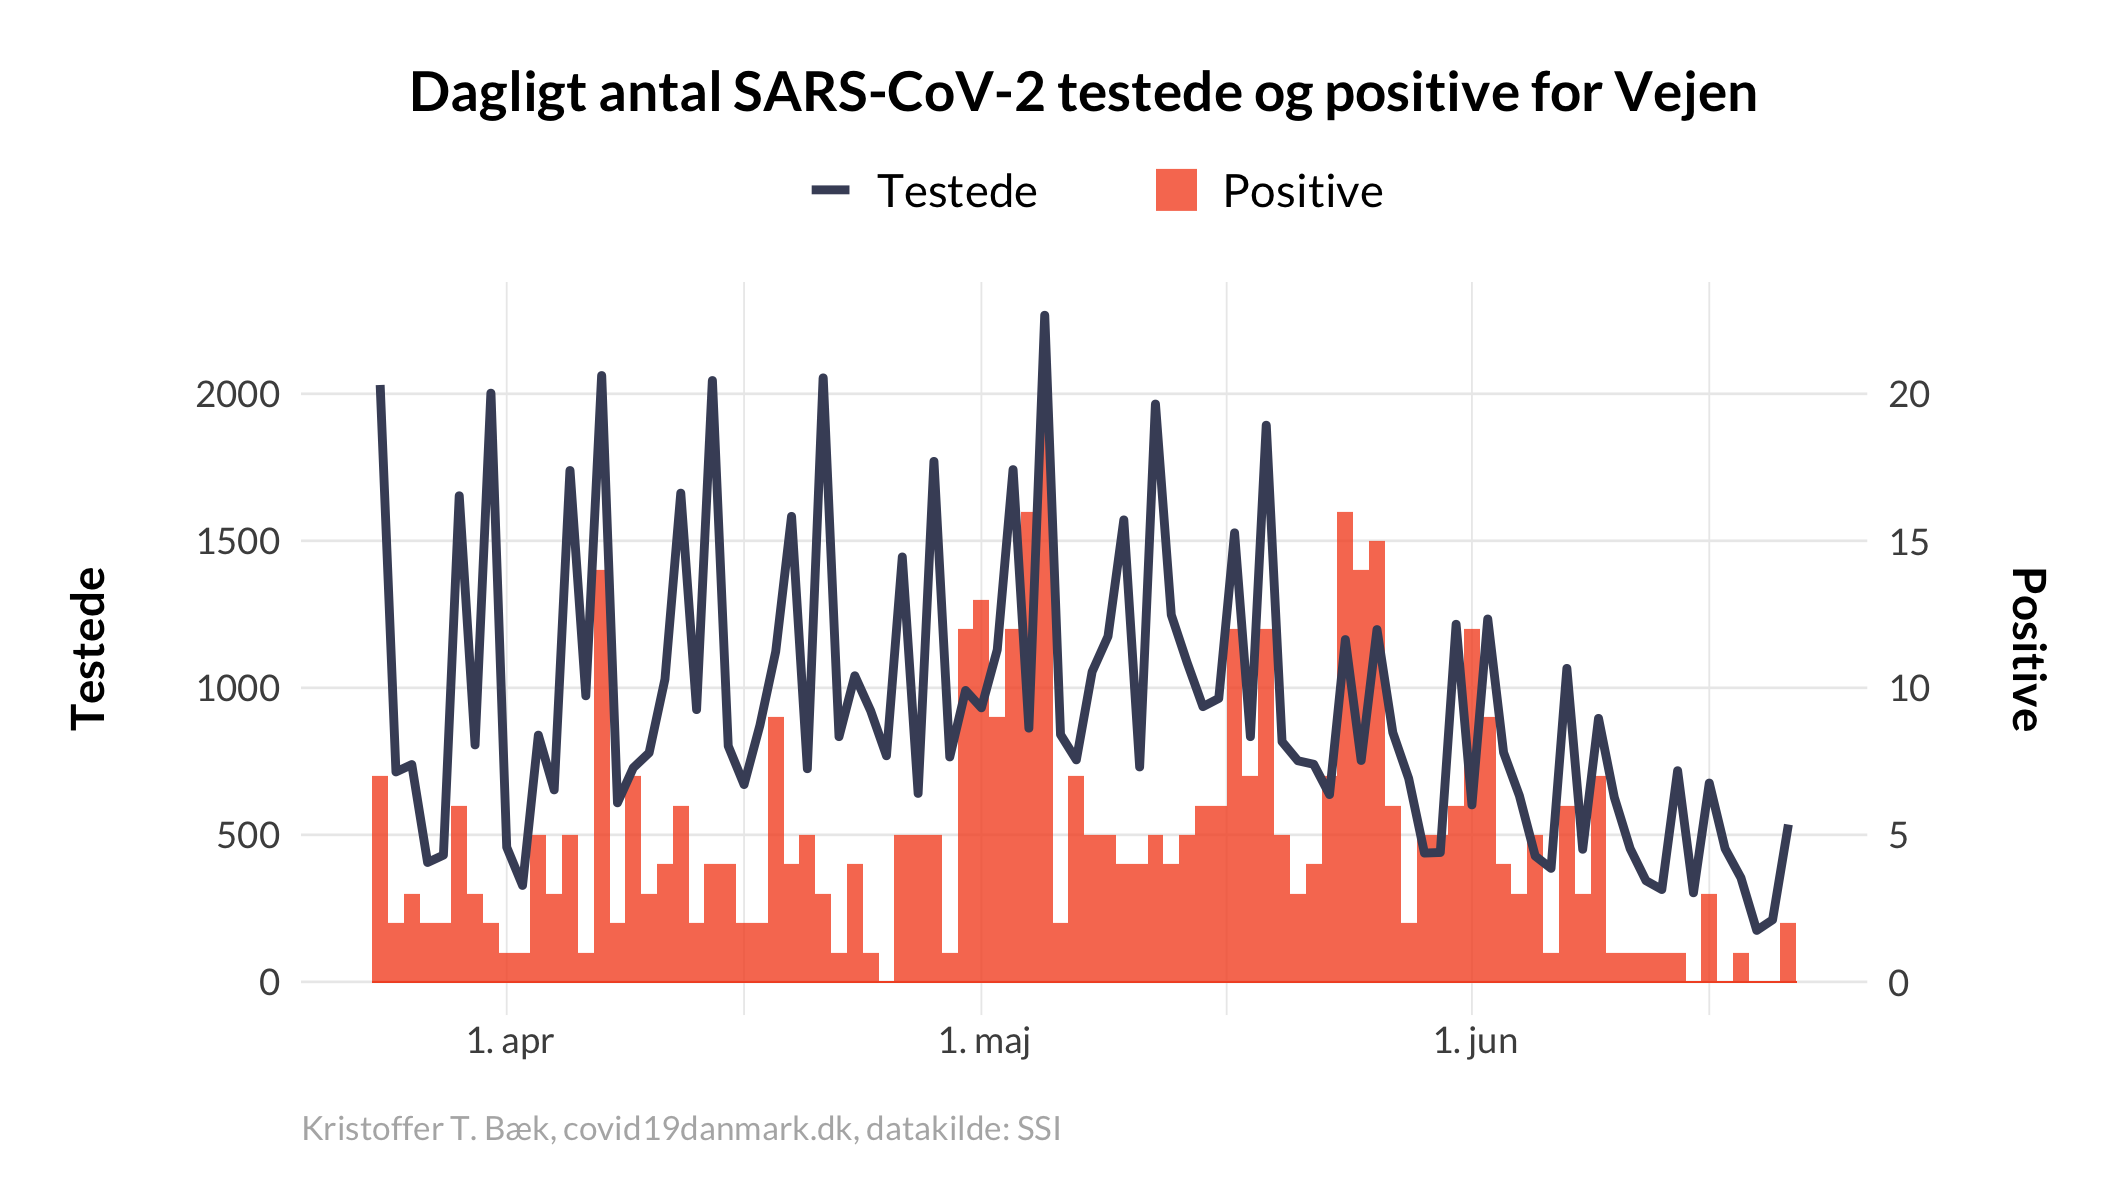 Dagligt antal SARS-CoV-2 testede og positive for Vejen
Testede Positive
2000 20
1500 15
1000 10
500 5
0 0
Testede
Positive
1. apr 1. maj 1. jun
Kristoffer T. Bæk, covid19danmark.dk, datakilde: SSI